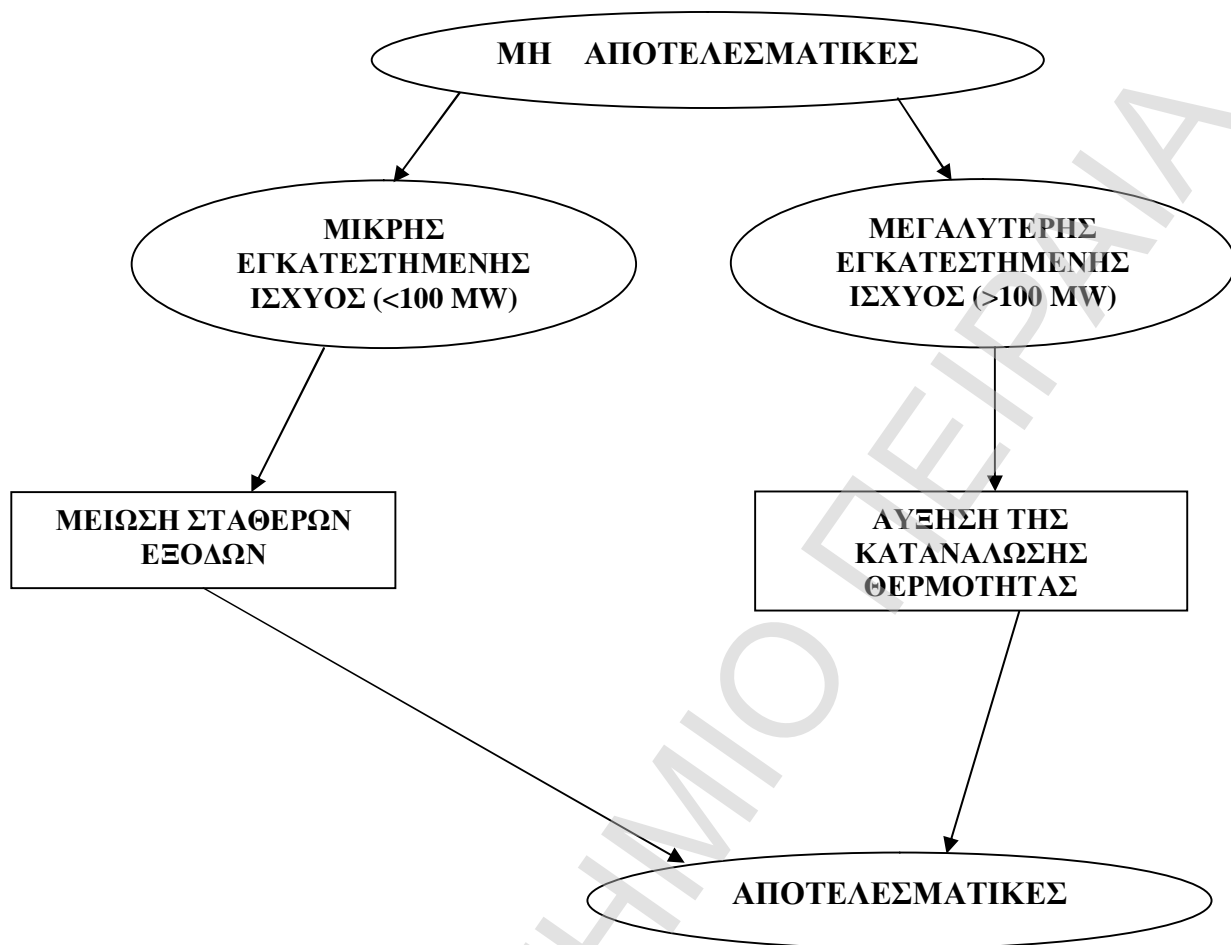 ΜΗ ΑΠΟΤΕΛΕΣΜΑΤΙΚΕΣ
ΜΙΚΡΗΣ
ΕΓΚΑΤΕΣΤΗΜΕΝΗΣ
ΙΣΧΥΟΣ (<100 MW)
ΜΕΓΑΛΥΤΕΡΗΣ
ΕΓΚΑΤΕΣΤΗΜΕΝΗΣ
ΙΣΧΥΟΣ (>100 MW)
ΜΕΙΩΣΗ ΣΤΑΘΕΡΩΝ
ΕΞΟΔΩΝ
ΑΥΞΗΣΗ ΤΗΣ
ΚΑΤΑΝΑΛΩΣΗΣ
ΘΕΡΜΟΤΗΤΑΣ
ΑΠΟΤΕΛΕΣΜΑΤΙΚΕΣ
ΠΕΙΡΑΙΑ